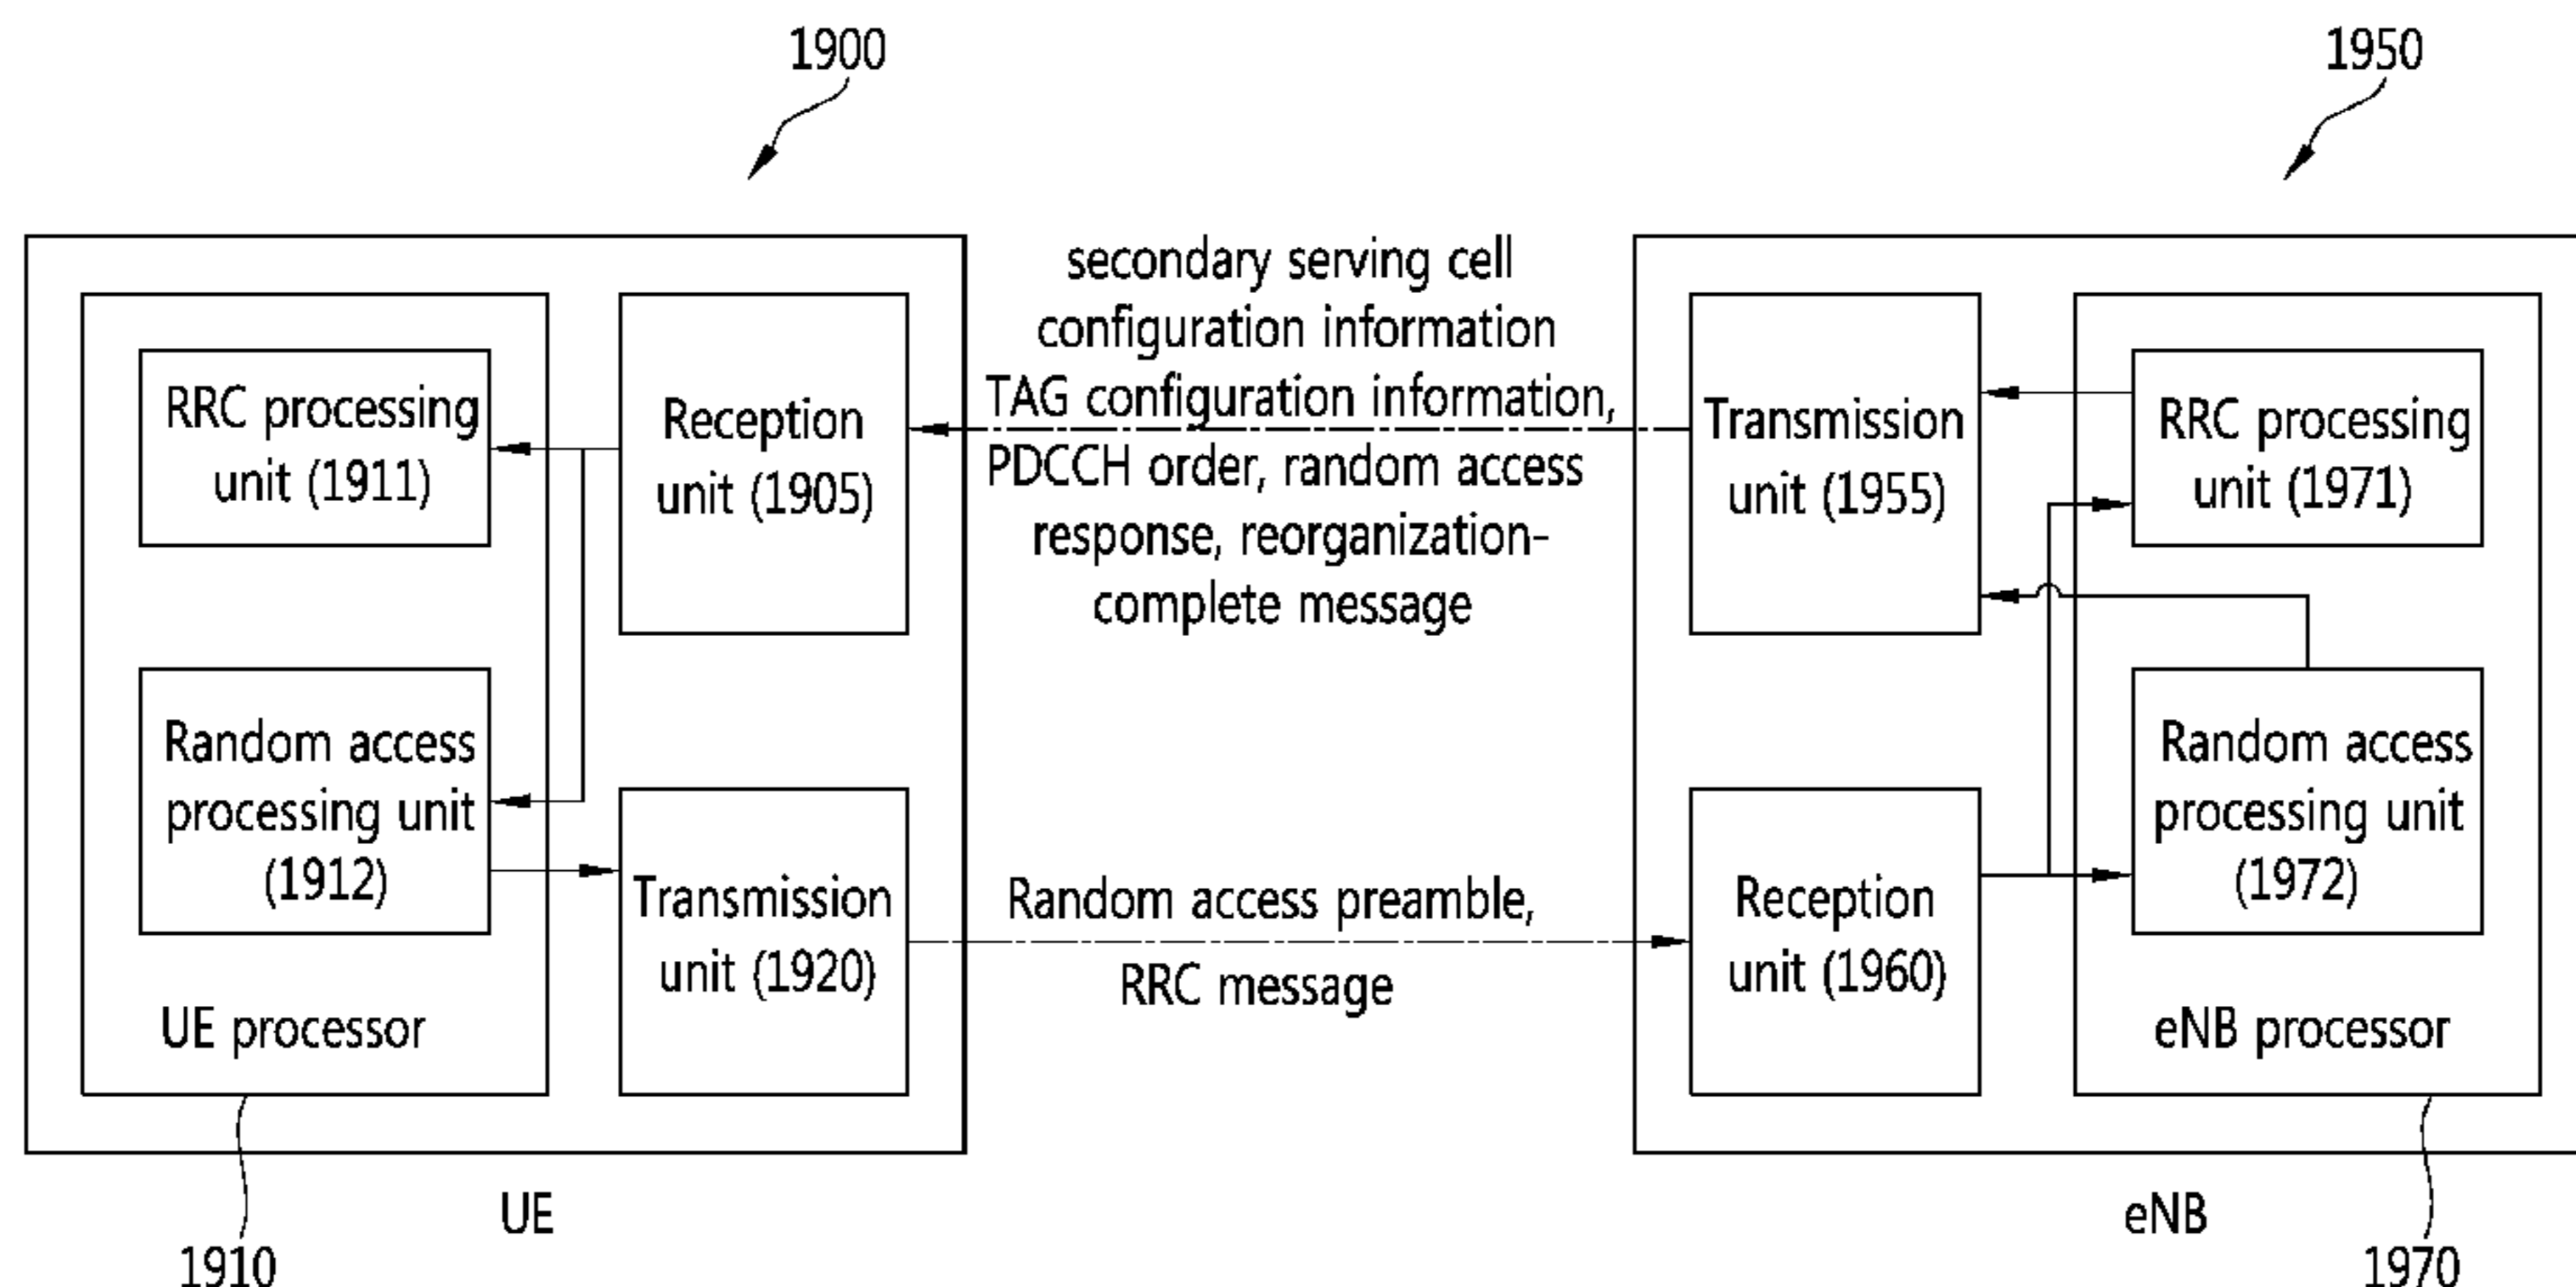 1900
1950
RRC processing
unit (1911)
Random access
processing unit
(1912)
UE processor
Reception
unit (1905)
Transmission
unit (1920)
secondary serving cell
configuration information
TAG configuration information,
PDCCH order, random access
response, reorganization-
complete message
Random access preamble,
RRC message
Transmission
unit (1955)
Reception
unit (1960)
RRC processing
unit (1971)
Random access
processing unit
(1972)
eNB processor
UE
eNB
1910
1970